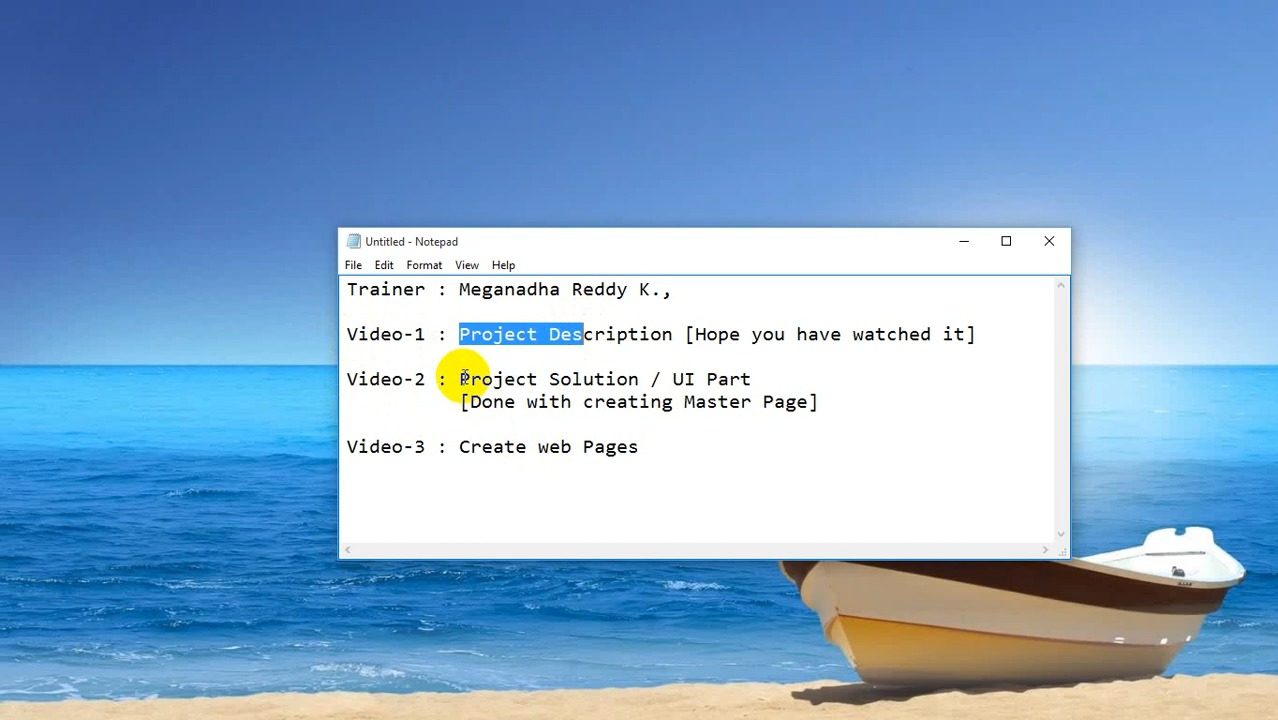 Untitled - Notepad
File Edit Format View Help
Trainer : Meganadha Reddy K.,
Video-1 : Project Description [Hope you have watched it]
Video-2 : Project Solution / UI Part
[Done with creating Master Page]
Video-3 : Create web Pages